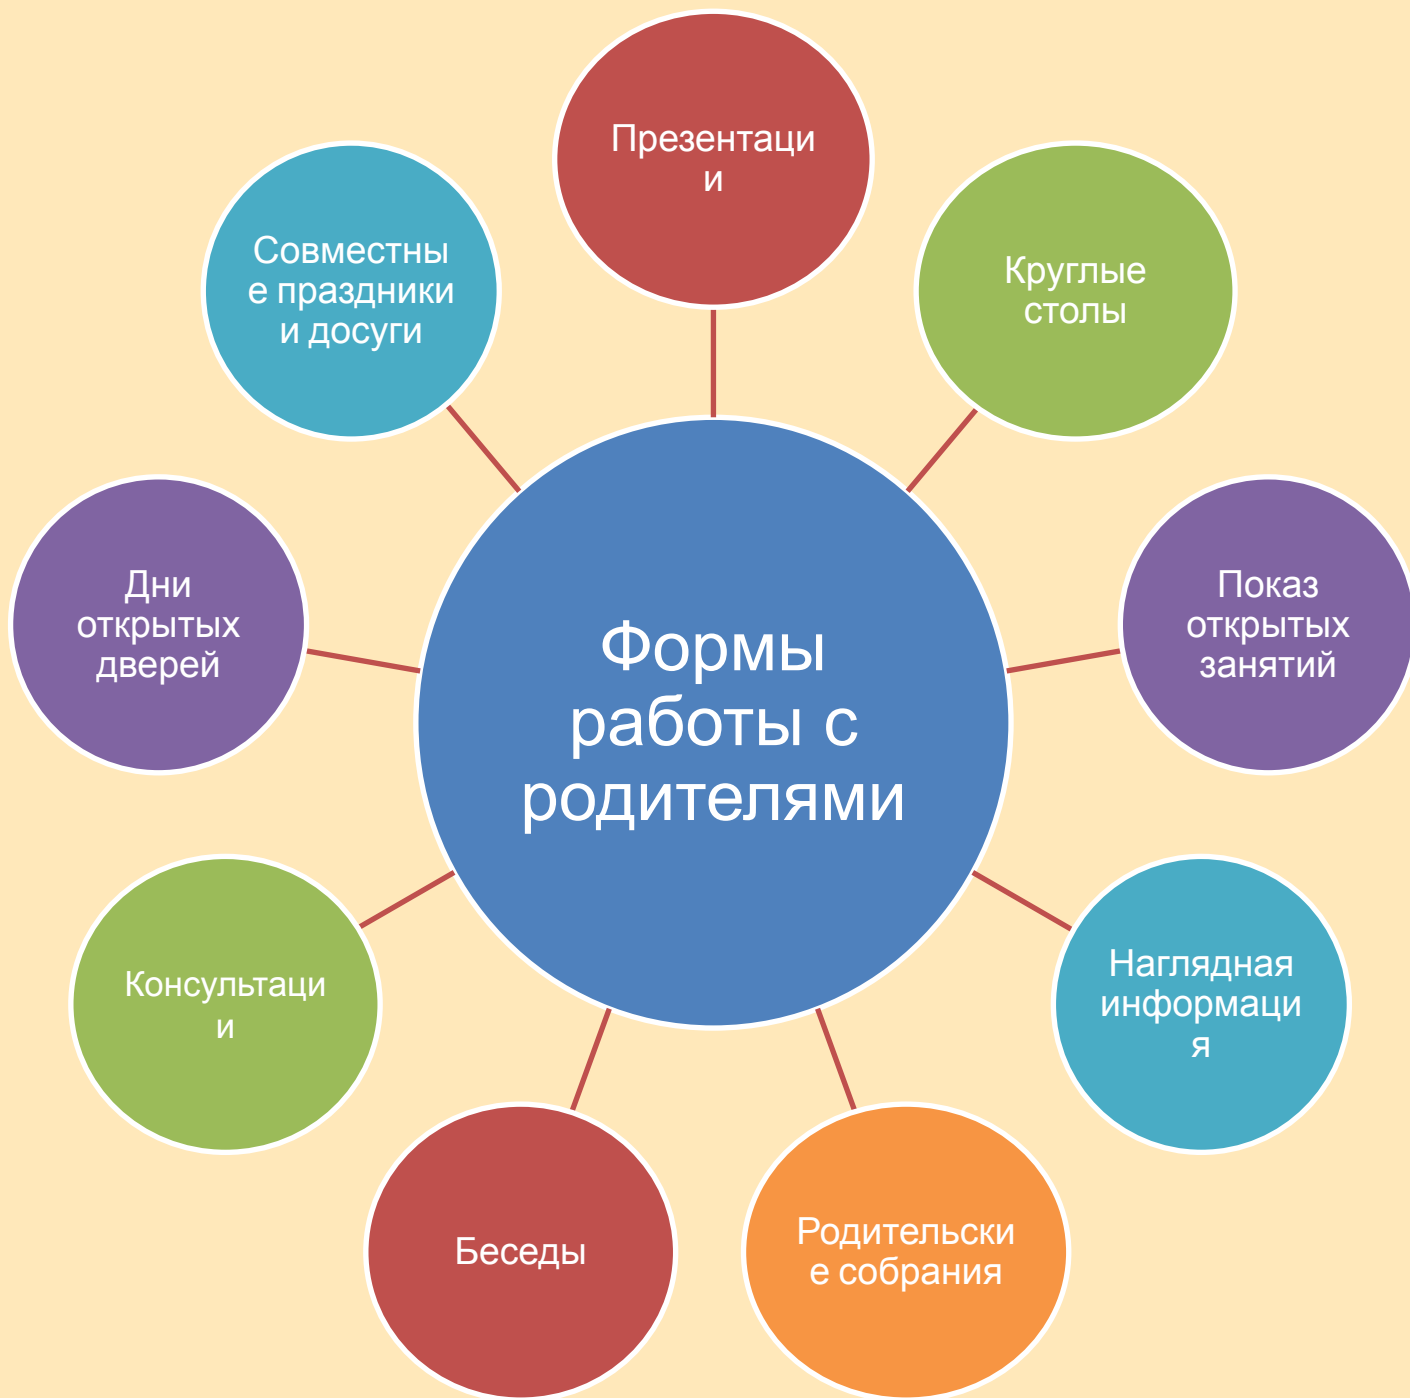 Презентаци
и
Круглые
столы
Показ
открытых
занятий
Наглядная
информаци
я
Родительски
е собрания
Беседы
Консультаци
и
Дни
открытых
дверей
Совместны
е праздники
и досуги
Формы
работы с
родителями